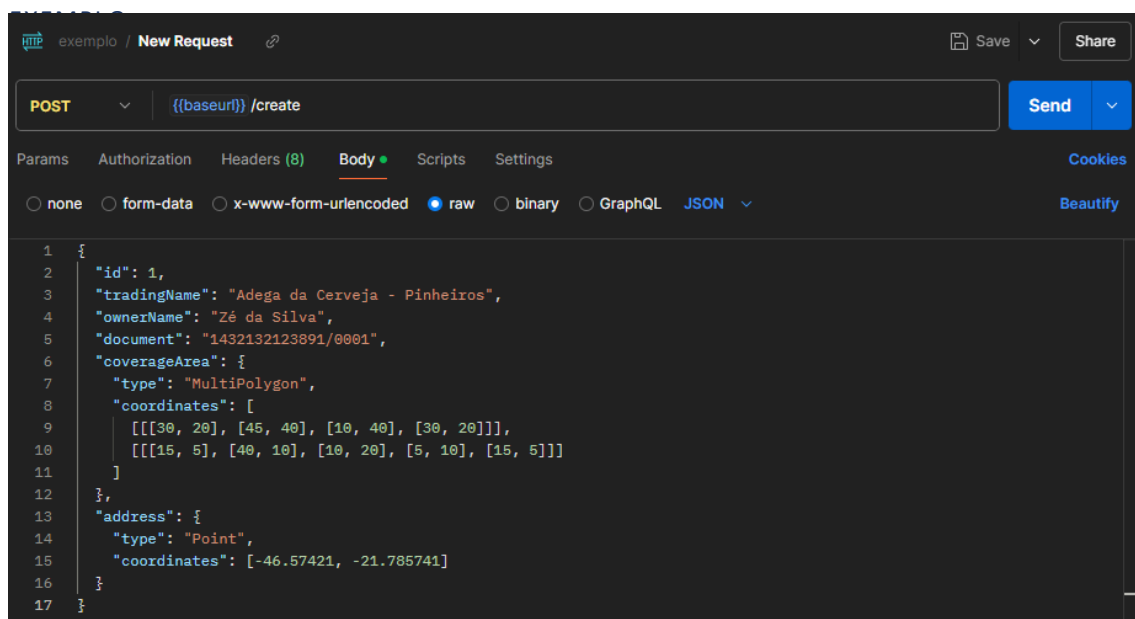 EXEMPLO
HTTP exemplo / New Request Save Share
POST {{baseurl}} /create Send
Params Authorization Headers (8) Body Scripts Settings Cookies
none form-data x-www-form-urlencoded raw binary GraphQL JSON Beautify
1 {
2 "id": 1,
3 "tradingName": "Adega da Cerveja - Pinheiros",
4 "ownerName": "Zé da Silva",
5 "document": "1432132123891/0001",
6 "coverageArea": {
7 "type": "MultiPolygon",
8 "coordinates": [
9 [[[30, 20], [45, 40], [10, 40], [30, 20]]],
10 [[[15, 5], [40, 10], [10, 20], [5, 10], [15, 5]]]
11 ]
12 },
13 "address": {
14 "type": "Point",
15 "coordinates": [-46.57421, -21.785741]
16 }
17 }